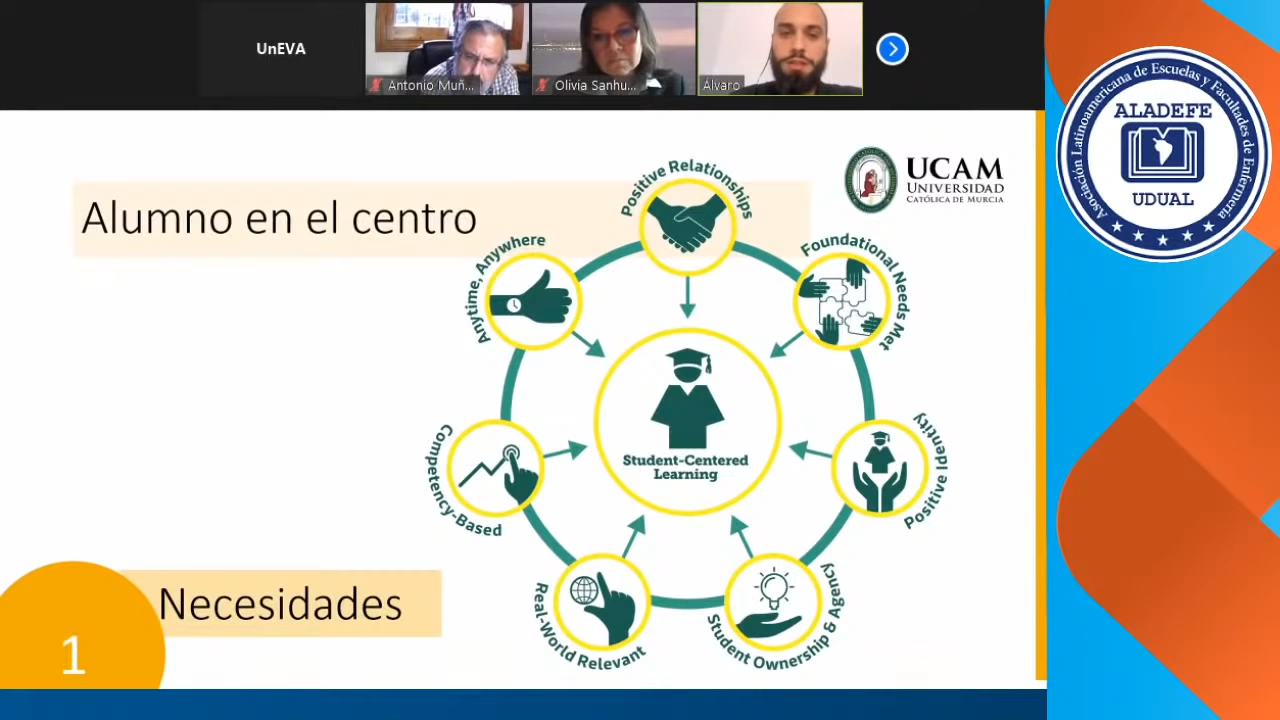 UnEVA
Antonio Muñ...
Olivia Sanhu...
Alvaro
Asociación Latinoamericana de Escuelas y Facultades de Enfermería
ALADEFE
UDUAL
UCAM
UNIVERSIDAD
CATÓLICA DE MURCIA
Alumno en el centro
Positive Relationships
Foundational Needs Met
Positive Identity
Student Ownership & Agency
Real-World Relevant
Competency-Based
Anytime, Anywhere
Student-Centered
Learning
Necesidades
1